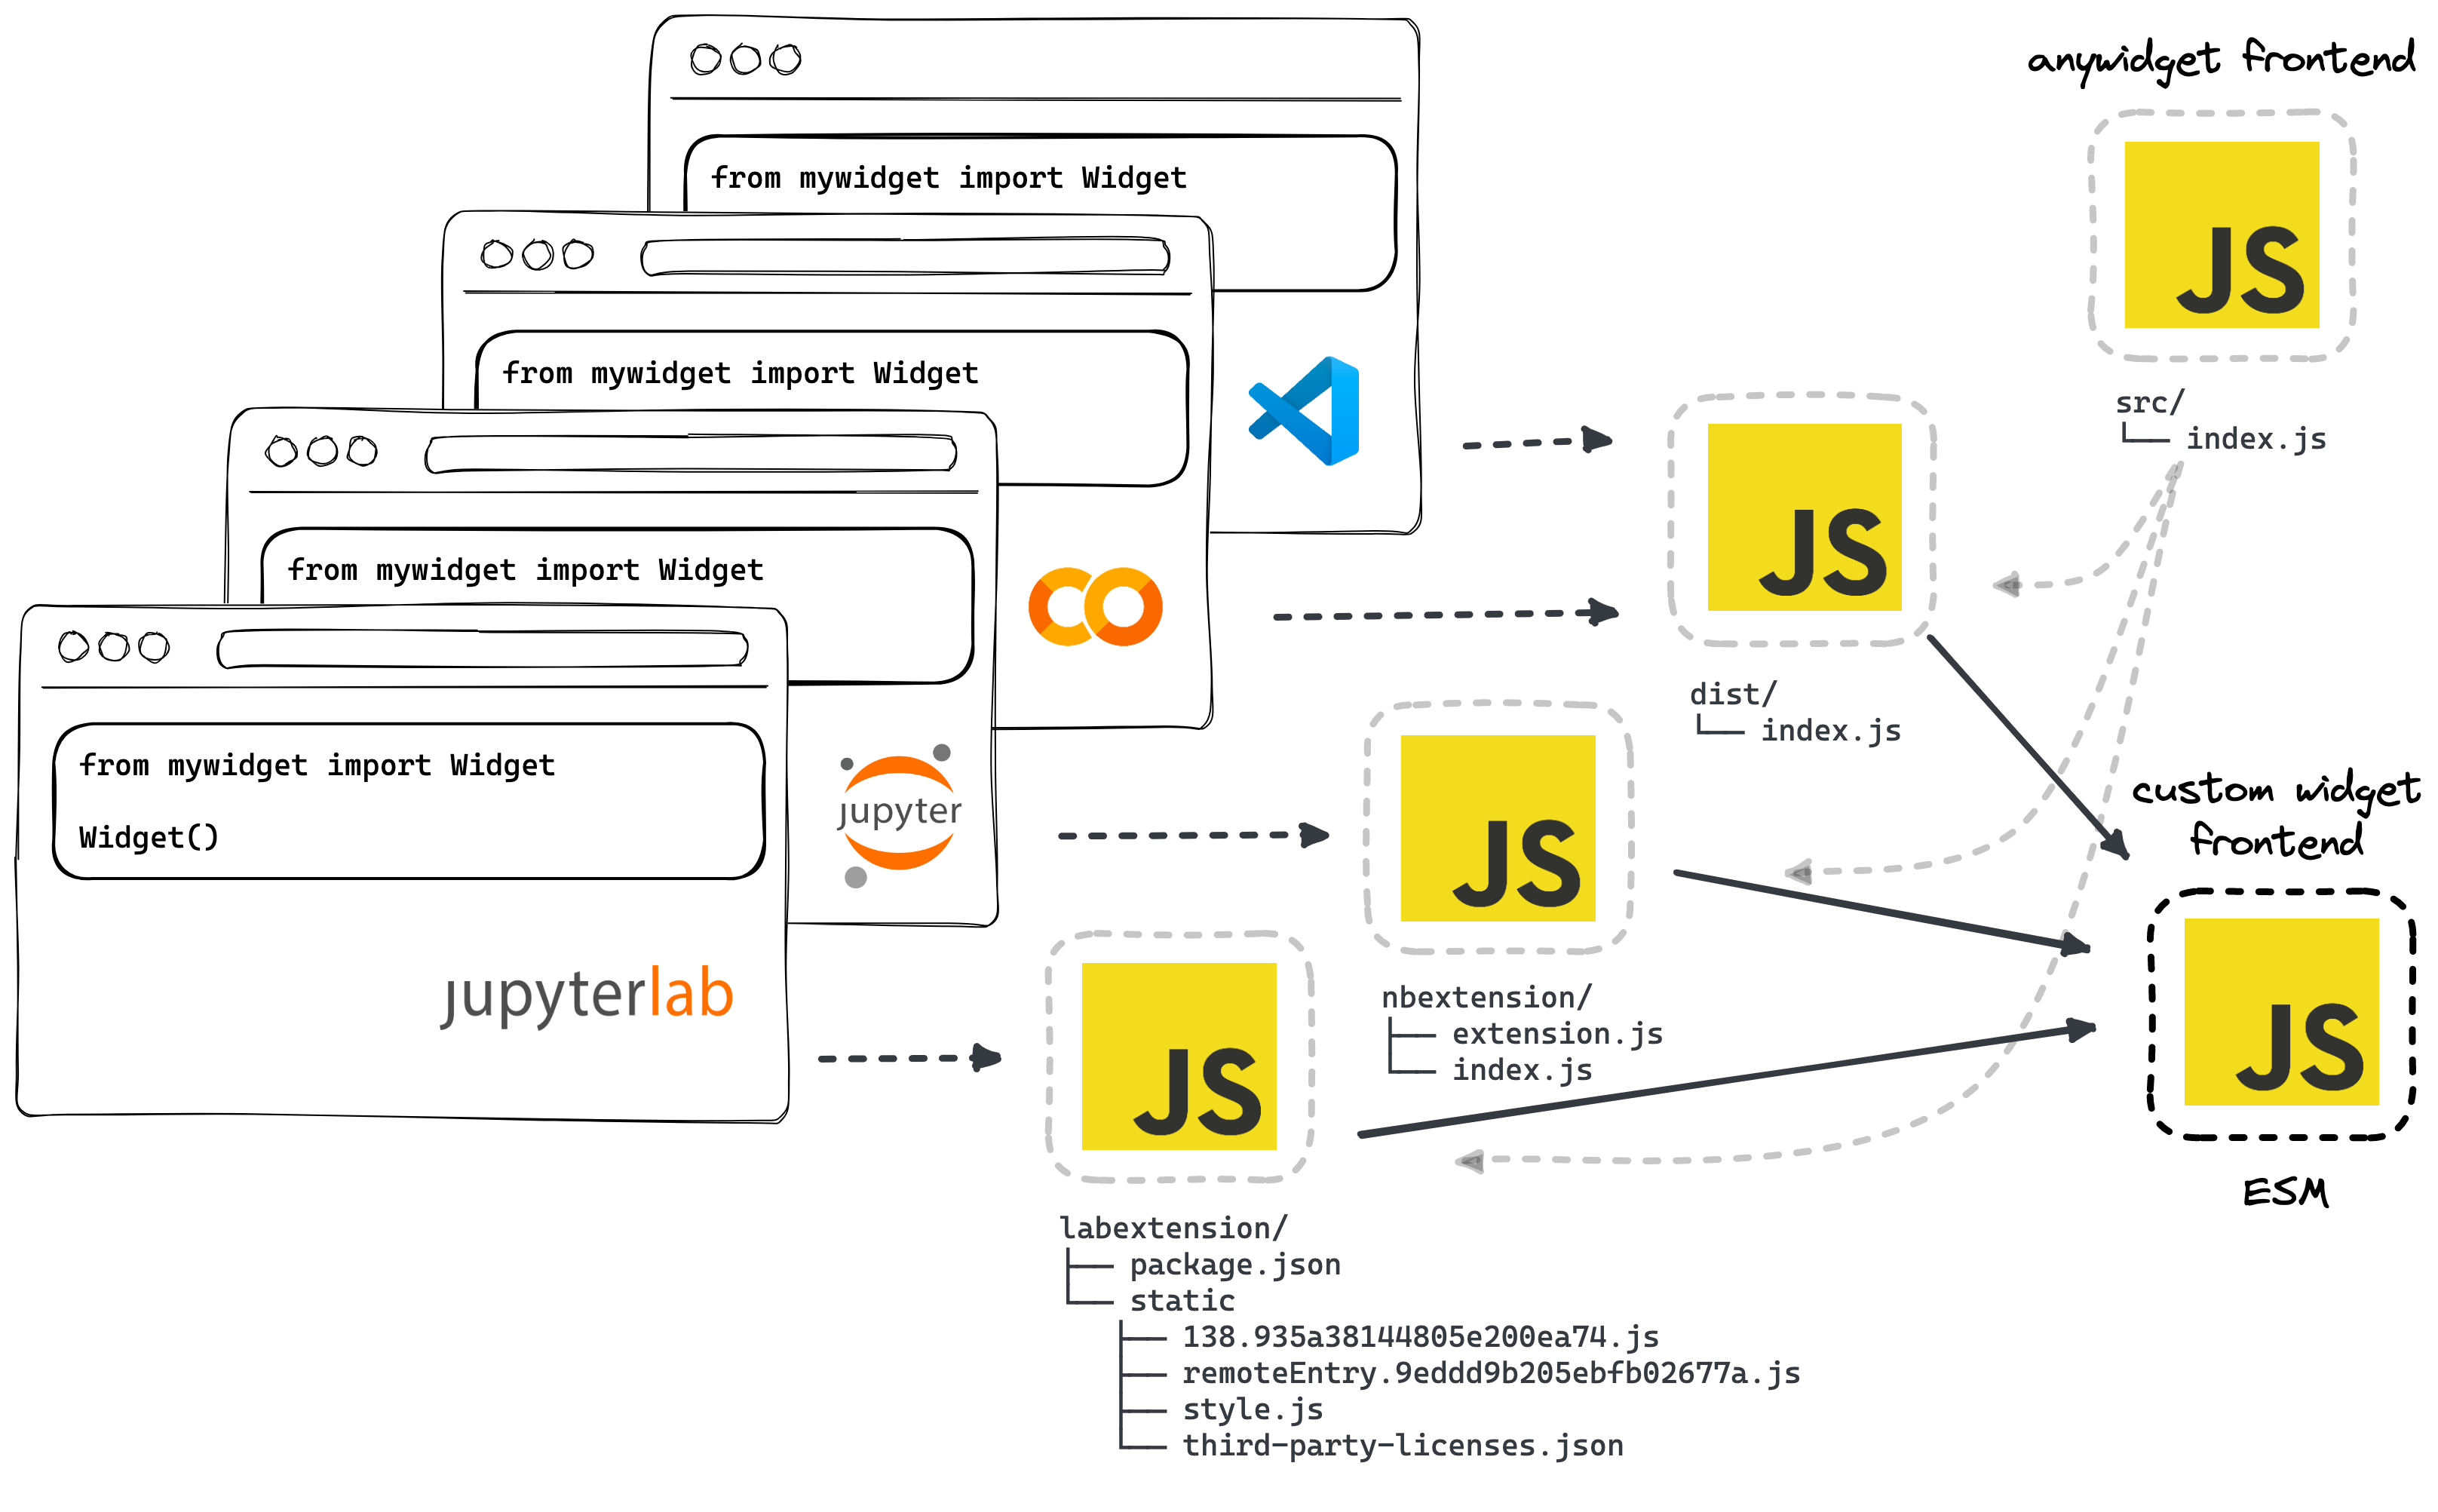 anywidget frontend
from mywidget import Widget
JS
from mywidget import Widget
src/
└── index.js
JS
from mywidget import Widget
dist/
└── index.js
from mywidget import Widget
Widget()
jupyter
JS
custom widget
frontend
jupyterlab
nbextension/
├── extension.js
└── index.js
JS
JS
ESM
labextension/
├── package.json
└── static
├── 138.935a38144805e200ea74.js
├── remoteEntry.9eddd9b205ebfb02677a.js
├── style.js
└── third-party-licenses.json